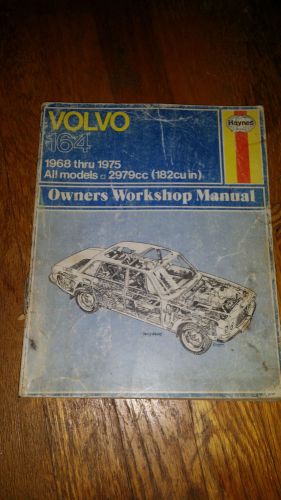 VOLVO
164
Haynes
1968 thru 1975
All models □ 2979cc (182cu in)
Owners Workshop Manual